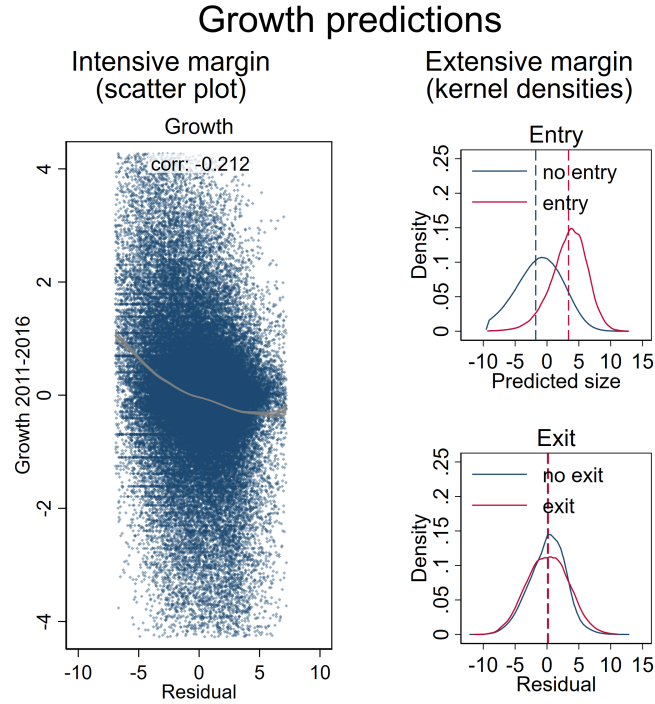 Growth predictions
Intensive margin
(scatter plot)
Growth
corr: -0.212
Growth 2011-2016
4
2
0
-2
-4
-10 -5 0 5 10
Residual
Extensive margin
(kernel densities)
Entry
no entry
entry
Density
.25
.2
.15
.1
.05
0
-10 -5 0 5 10 15
Predicted size
Exit
no exit
exit
Density
.25
.2
.15
.1
.05
0
-10 -5 0 5 10 15
Residual